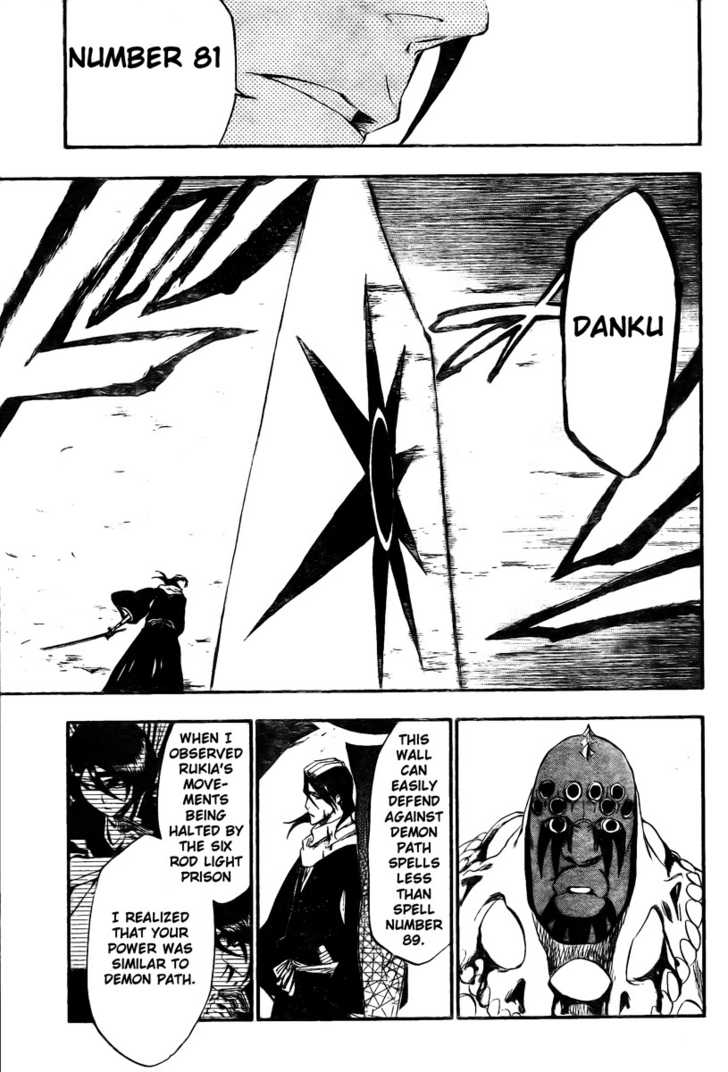 NUMBER 81
DANKU
THIS
WALL
CAN
EASILY
DEFEND
AGAINST
DEMON
PATH
SPELLS
LESS
THAN
SPELL
NUMBER
89.
WHEN I
OBSERVED
RUKIA'S
MOVE-
MENTS
BEING
HALTED BY
THE SIX
ROD LIGHT
PRISON
I REALIZED
THAT YOUR
POWER WAS
SIMILAR TO
DEMON PATH.